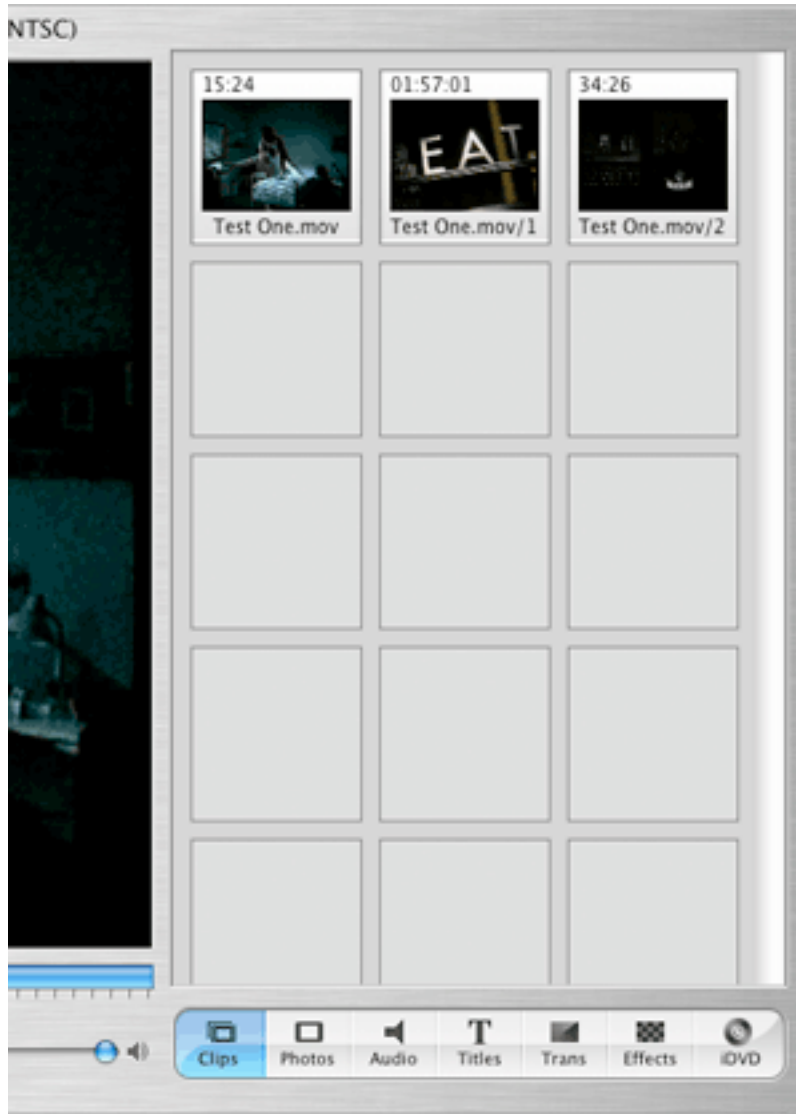 NTSC)
15:24
01:57:01
34:26
EAT
Test One.mov
Test One.mov/1
Test One.mov/2
Clips
Photos
Audio
T
Titles
Trans
Effects
iDVD